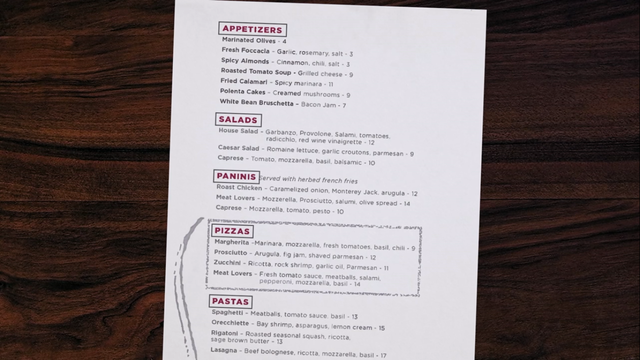 APPETIZERS
Marinated Olives - 4
Fresh Foccacia - Garlic, rosemary, salt - 3
Spicy Almonds - Cinnamon, chili, salt - 3
Roasted Tomato Soup - Grilled cheese - 9
Fried Calamari - Spicy marinara - 11
Polenta Cakes - Creamed mushrooms - 9
White Bean Bruschetta - Bacon Jam - 7
SALADS
House Salad - Garbanzo, Provolone, Salami, tomatoes,
radicchio, red wine vinaigrette - 12
Caesar Salad - Romaine lettuce, garlic croutons, parmesan - 8
Caprese - Tomato, mozzarella, basil, balsamic - 10
PANINIS Served with herbed french fries
Roast Chicken - Caramelized onion, Monterey Jack, arugula - 12
Meat Lovers - Mozzerella, Prosciutto, salumi, olive spread - 14
Caprese - Mozzarella, tomato, pesto - 10
PIZZAS
Margherita - Marinara, mozzarella, fresh tomatoes, basil, chili - 9
Prosciutto - Arugula, fig jam, shaved parmesan - 12
Zucchini - Ricotta, rock shrimp, garlic oil, Parmesan - 11
Meat Lovers - Fresh tomato sauce, meatballs, salami,
pepperoni, mozzarella, basil - 14
PASTAS
Spaghetti - Meatballs, tomato sauce, basil - 13
Orecchiette - Bay shrimp, asparagus, lemon cream - 15
Rigatoni - Roasted seasonal squash, ricotta,
sage brown butter - 13
Lasagna - Beef bolognese, ricotta, mozzarella, basil - 17